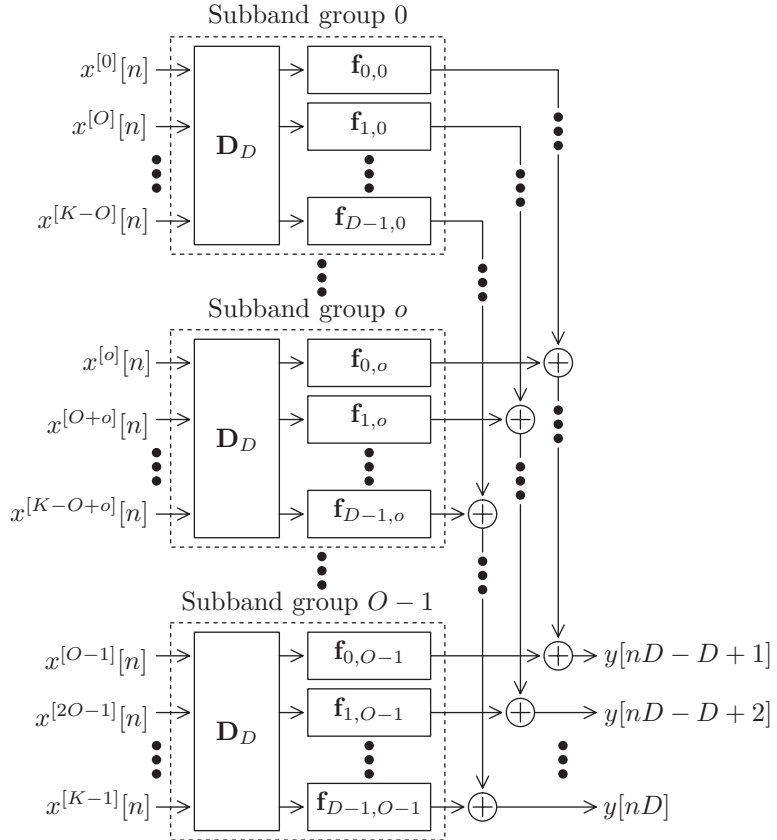 Subband group 0
x^{[0]}[n]
D_D
f_{0,0}
x^{[O]}[n]
f_{1,0}
x^{[K−O]}[n]
f_{D−1,0}
Subband group o
x^{[o]}[n]
D_D
f_{0,o}
x^{[O+o]}[n]
f_{1,o}
x^{[K−O+o]}[n]
f_{D−1,o}
Subband group O − 1
x^{[O−1]}[n]
D_D
f_{0,O−1}
y[nD − D + 1]
x^{[2O−1]}[n]
f_{1,O−1}
y[nD − D + 2]
x^{[K−1]}[n]
f_{D−1,O−1}
y[nD]